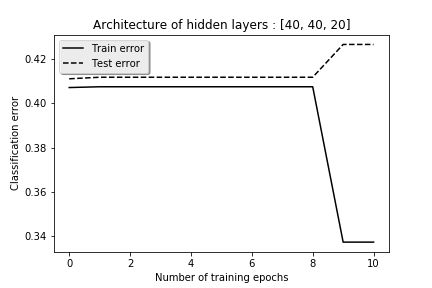 Architecture of hidden layers : [40, 40, 20]
Train error
Test error
Classification error
0.42
0.40
0.38
0.36
0.34
0 2 4 6 8 10
Number of training epochs